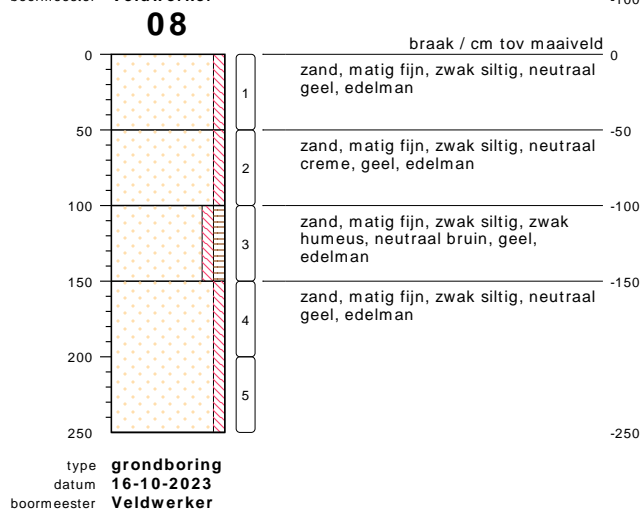 boormeester Veldwerker -100
08
braak / cm tov maaiveld
0 0
zand, matig fijn, zwak siltig, neutraal
geel, edelman
1
50 -50
zand, matig fijn, zwak siltig, neutraal
creme, geel, edelman
2
100 -100
zand, matig fijn, zwak siltig, zwak
humeus, neutraal bruin, geel,
edelman
3
150 -150
zand, matig fijn, zwak siltig, neutraal
geel, edelman
4
200
5
250 -250
type grondboring
datum 16-10-2023
boormeester Veldwerker